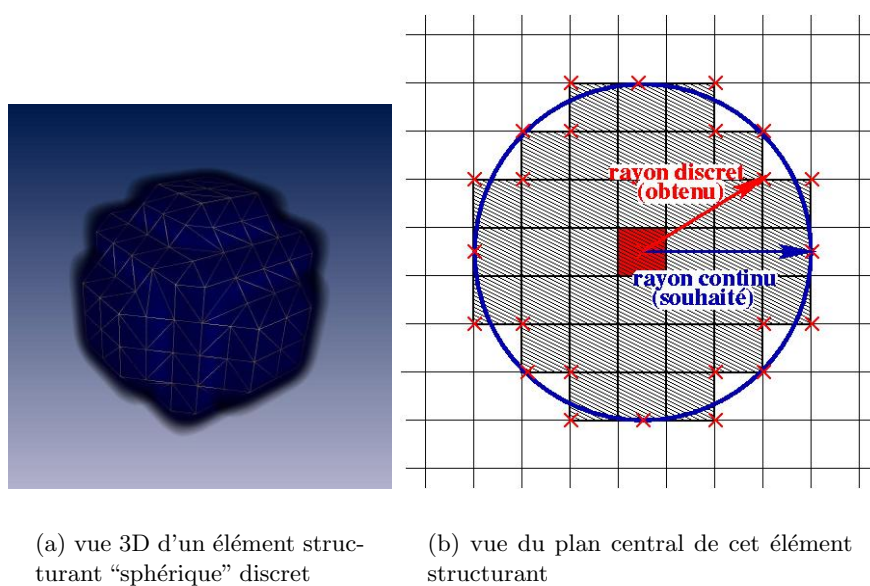 rayon discret
(obtenu)
rayon continu
(souhaité)
(a) vue 3D d'un élément struc-
turant “sphérique” discret
(b) vue du plan central de cet élément
structurant